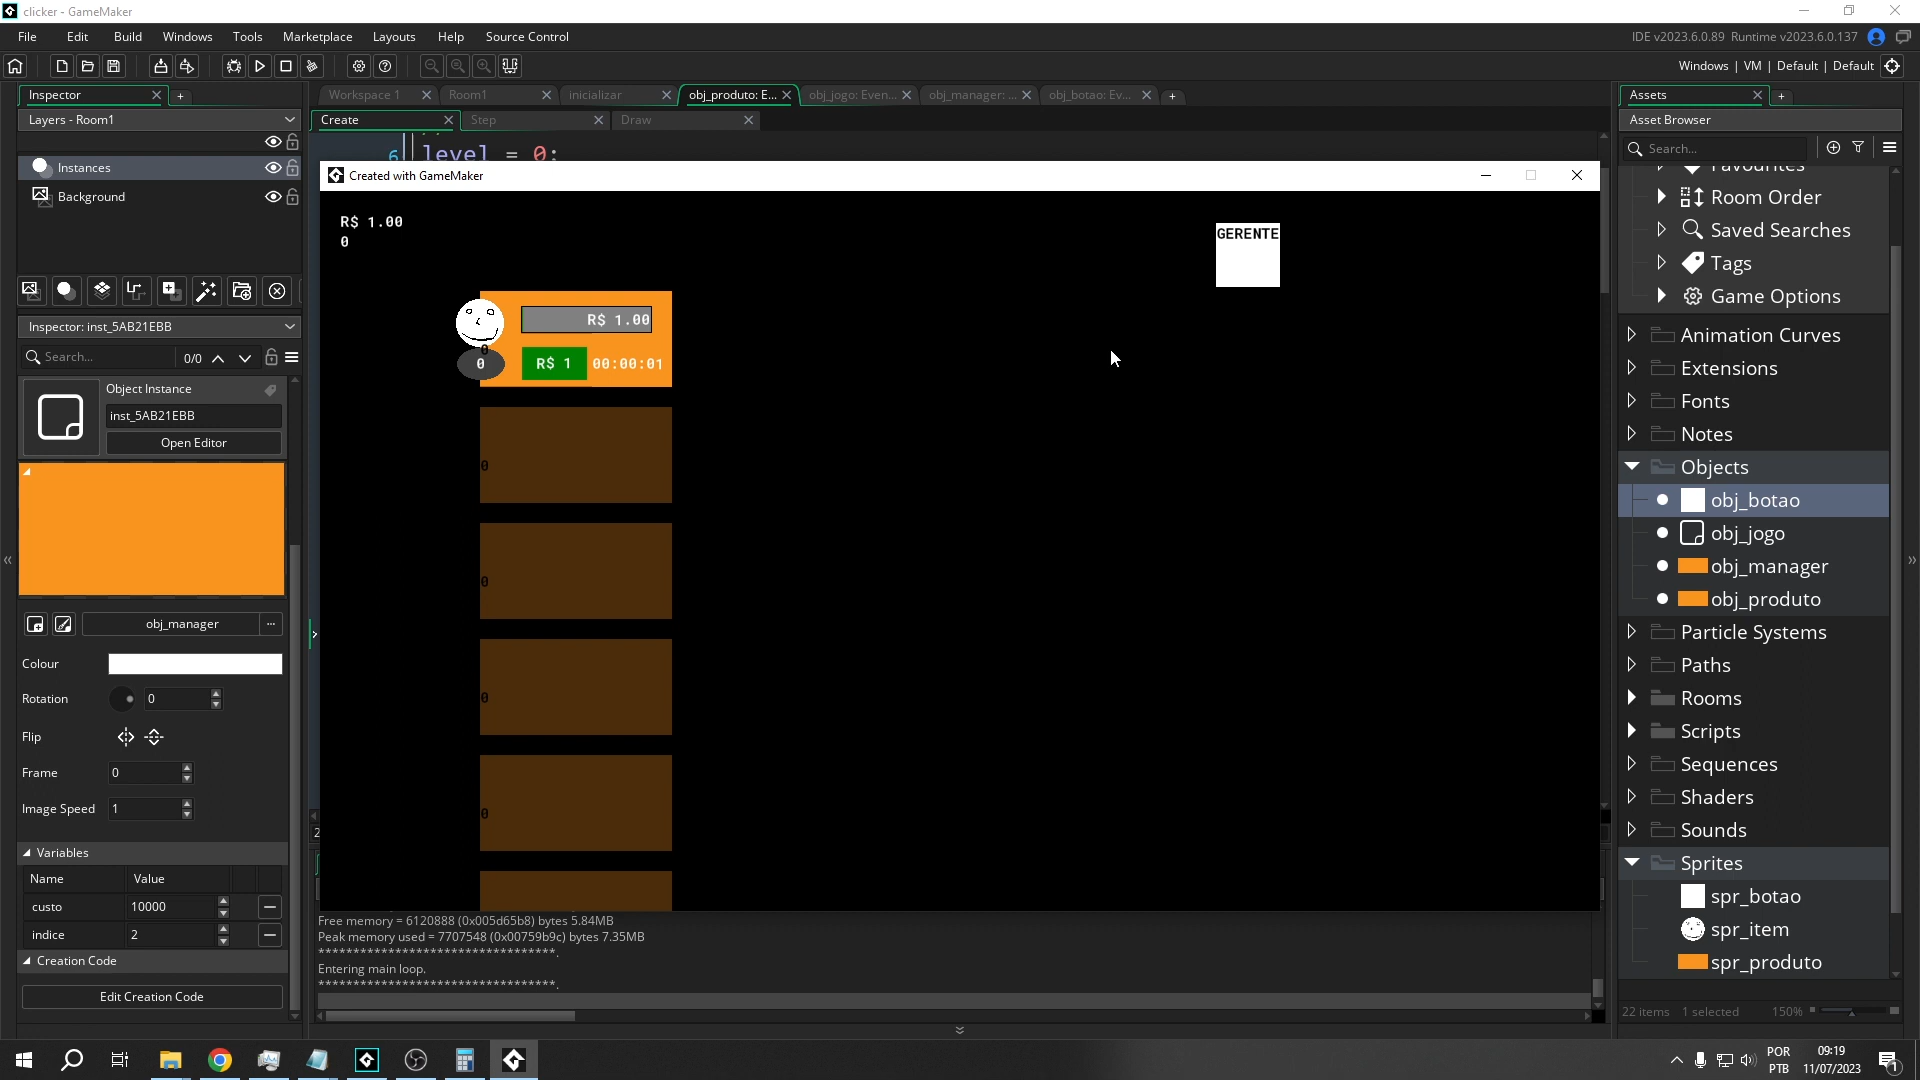 clicker - GameMaker
File Edit Build Windows Tools Marketplace Layouts Help Source Control
IDE v2023.6.0.89 Runtime v2023.6.0.137
Windows | VM | Default | Default
Inspector
Workspace 1
Room1
inicializar
obj_produto: E...
obj_jogo: Even...
obj_manager: ...
obj_botao: Ev...
Assets
Layers - Room1
Create
Step
Draw
Asset Browser
6
level = 0;
Instances
Background
Created with GameMaker
R$ 1.00
0
GERENTE
R$ 1.00
0
0
R$ 1
00:00:01
0
0
0
0
Inspector: inst_5AB21EBB
Search...
0/0
Object Instance
inst_5AB21EBB
Open Editor
obj_manager
...
Colour
Rotation
0
Flip
Frame
0
Image Speed
1
Variables
Name
Value
custo
10000
indice
2
Creation Code
Edit Creation Code
Free memory = 6120888 (0x005d65b8) bytes 5.84MB
Peak memory used = 7707548 (0x00759b9c) bytes 7.35MB
**********************************.
Entering main loop.
**********************************.
Search...
Favourites
Room Order
Saved Searches
Tags
Game Options
Animation Curves
Extensions
Fonts
Notes
Objects
obj_botao
obj_jogo
obj_manager
obj_produto
Particle Systems
Paths
Rooms
Scripts
Sequences
Shaders
Sounds
Sprites
spr_botao
spr_item
spr_produto
22 items 1 selected 150%
POR
PTB
09:19
11/07/2023
1